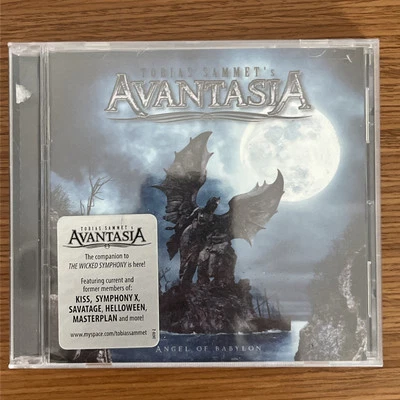 TOBIAS SAMMET's
AVANTASIA
TOBIAS SAMMET's
AVANTASIA
The companion to
THE WICKED SYMPHONY is here!
Featuring current and
former members of:
KISS, SYMPHONY X,
SAVATAGE, HELLOWEEN,
MASTERPLAN and more!
www.myspace.com/tobiassammet
ANGEL OF BABYLON